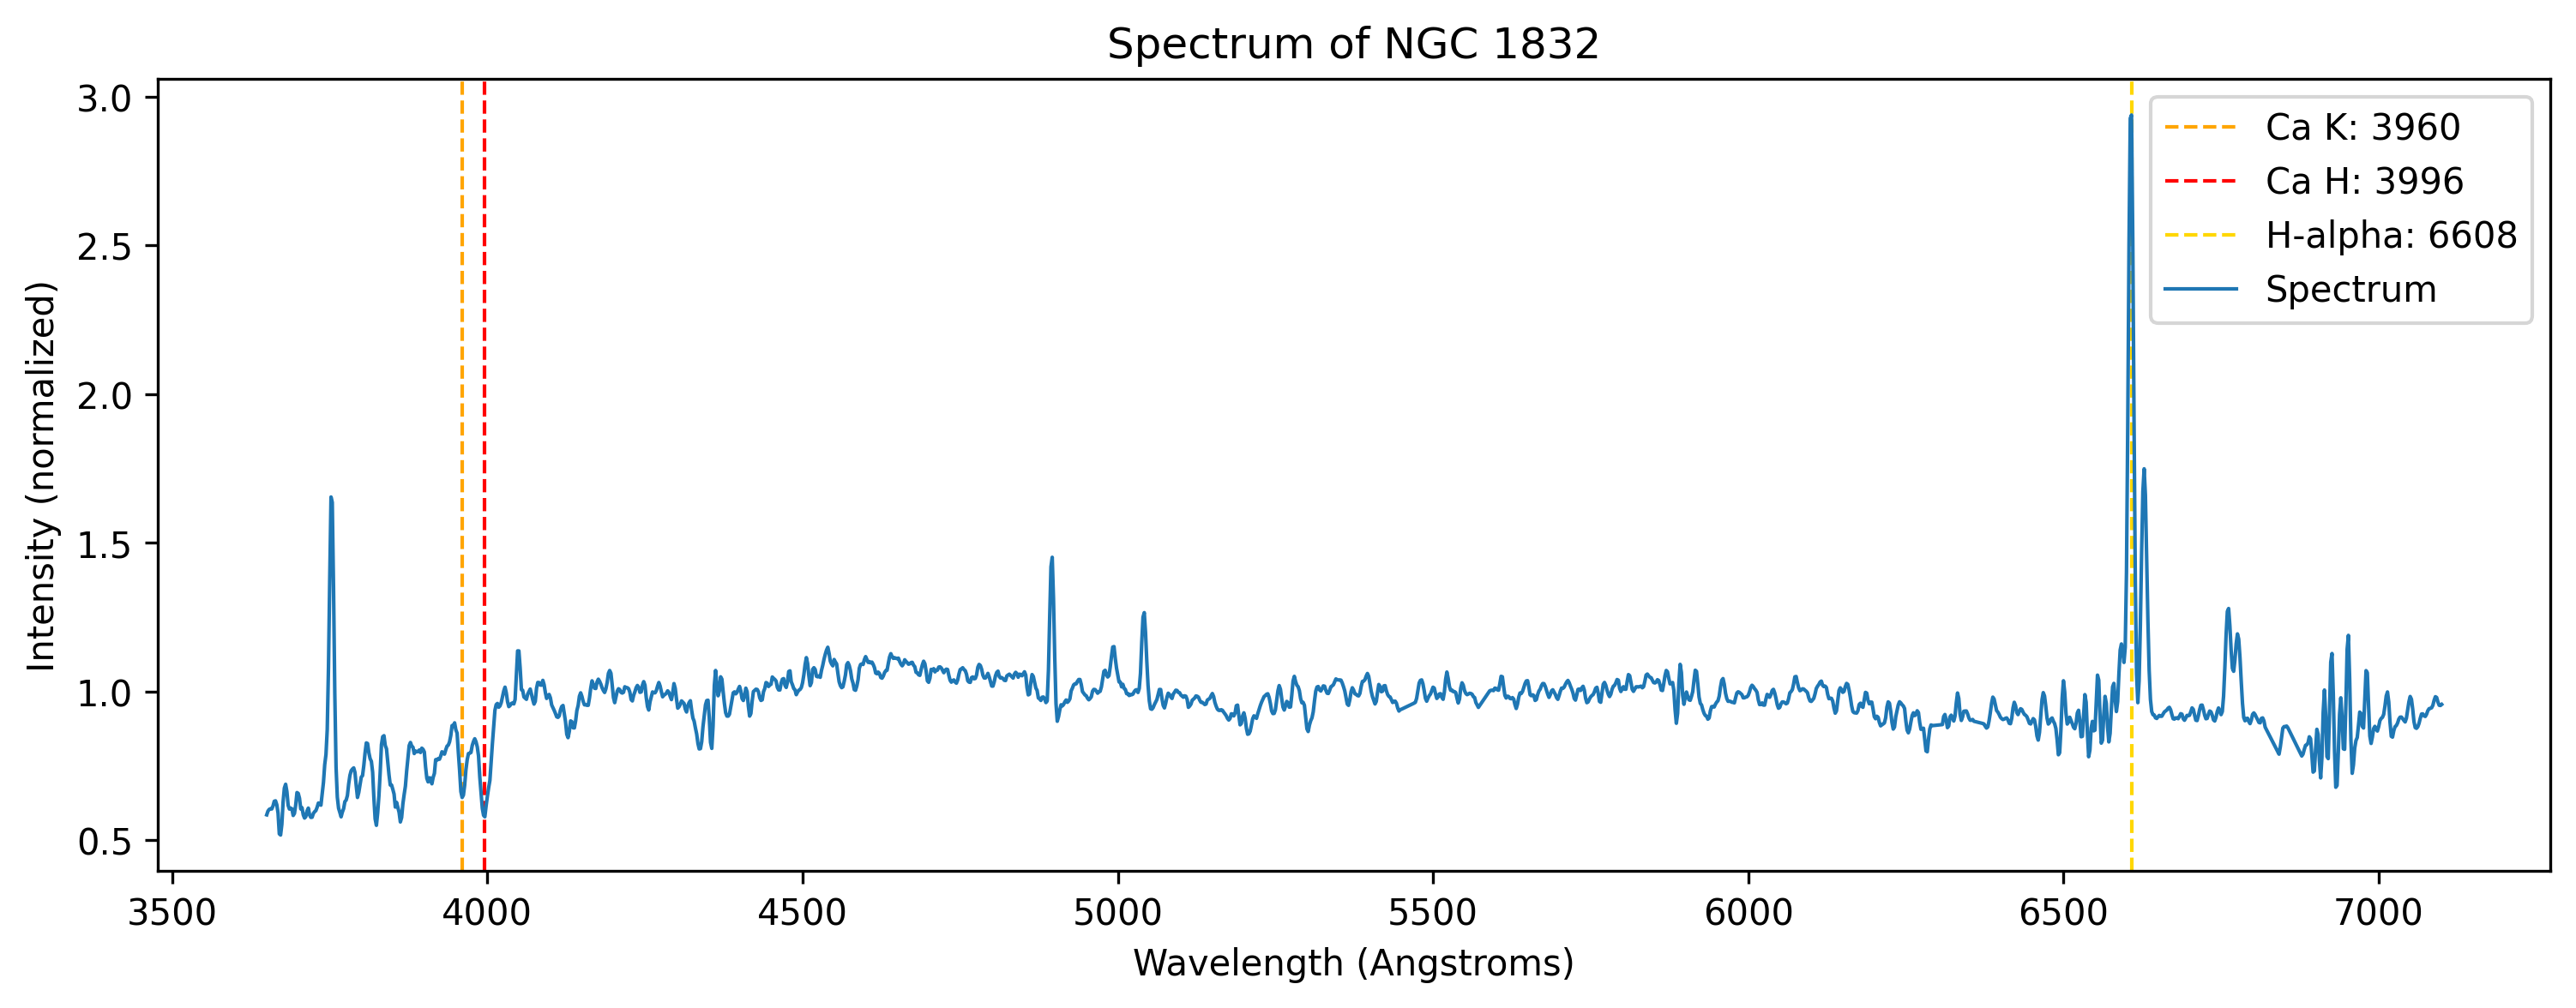 Spectrum of NGC 1832
3.0
2.5
2.0
1.5
1.0
0.5
Intensity (normalized)
Ca K: 3960
Ca H: 3996
H-alpha: 6608
Spectrum
3500 4000 4500 5000 5500 6000 6500 7000
Wavelength (Angstroms)